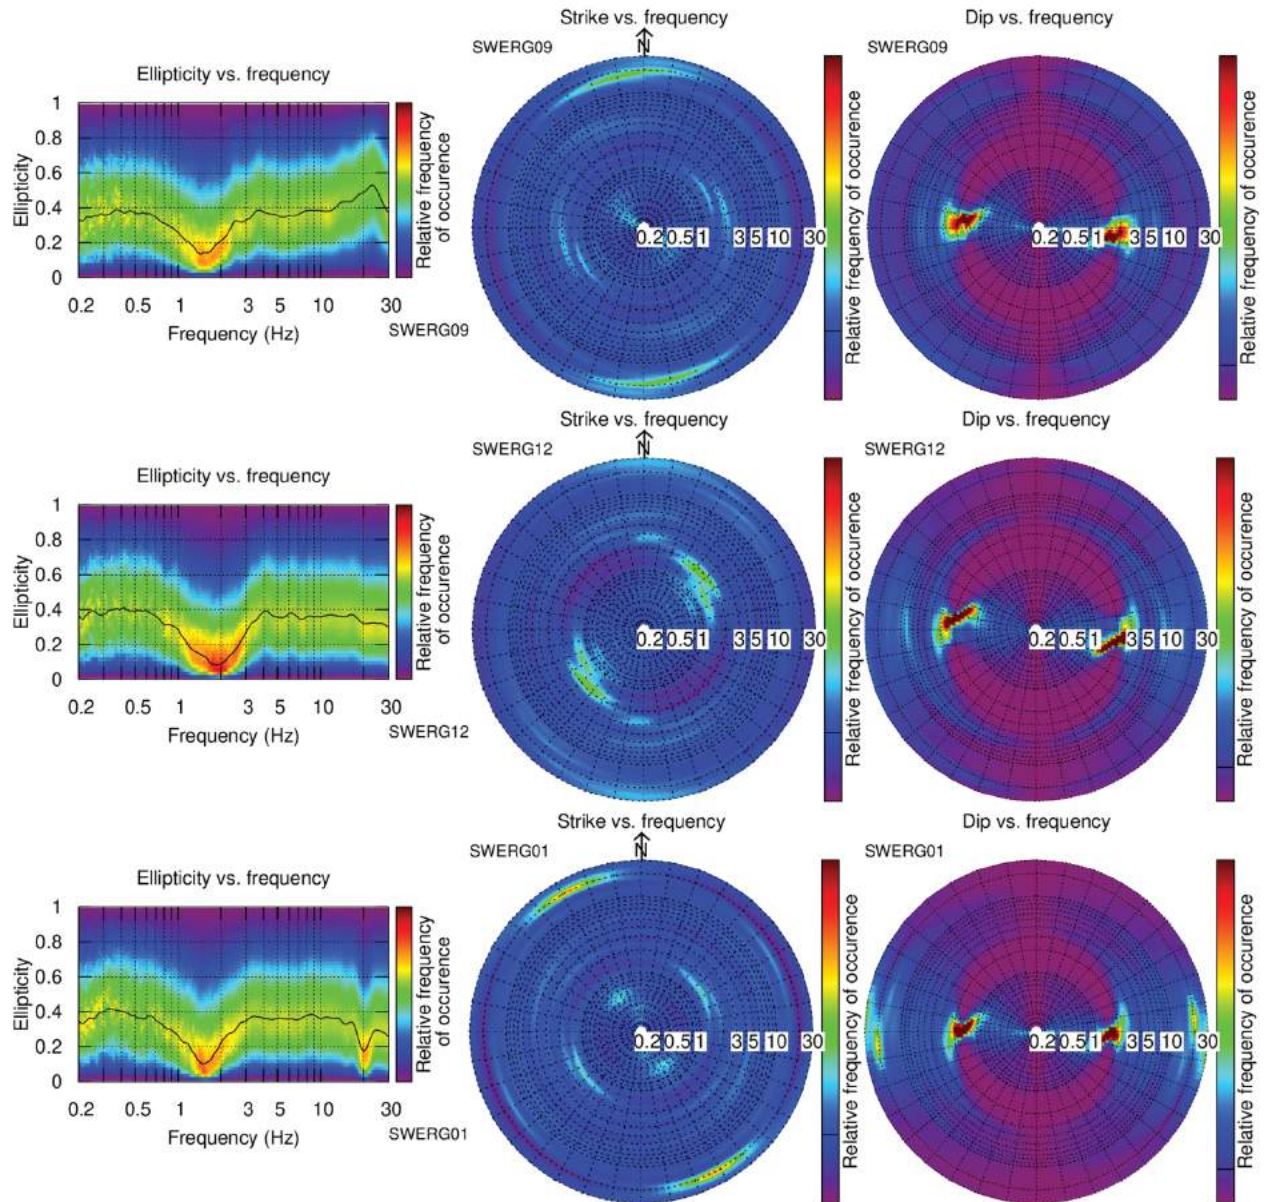 Strike vs. frequency
Dip vs. frequency
SWERG09
N
SWERG09
Ellipticity vs. frequency
1
0.8
0.6
0.4
0.2
0
Ellipticity
0.2 0.5 1 3 5 10 30
Frequency (Hz)
SWERG09
Relative frequency
of occurence
0.2 0.5 1 3 5 10 30
Relative frequency of occurence
0.2 0.5 1 3 5 10 30
Relative frequency of occurence
Strike vs. frequency
Dip vs. frequency
SWERG12
N
SWERG12
Ellipticity vs. frequency
1
0.8
0.6
0.4
0.2
0
Ellipticity
0.2 0.5 1 3 5 10 30
Frequency (Hz)
SWERG12
Relative frequency
of occurence
0.2 0.5 1 3 5 10 30
Relative frequency of occurence
0.2 0.5 1 3 5 10 30
Relative frequency of occurence
Strike vs. frequency
Dip vs. frequency
SWERG01
N
SWERG01
Ellipticity vs. frequency
1
0.8
0.6
0.4
0.2
0
Ellipticity
0.2 0.5 1 3 5 10 30
Frequency (Hz)
SWERG01
Relative frequency
of occurence
0.2 0.5 1 3 5 10 30
Relative frequency of occurence
0.2 0.5 1 3 5 10 30
Relative frequency of occurence